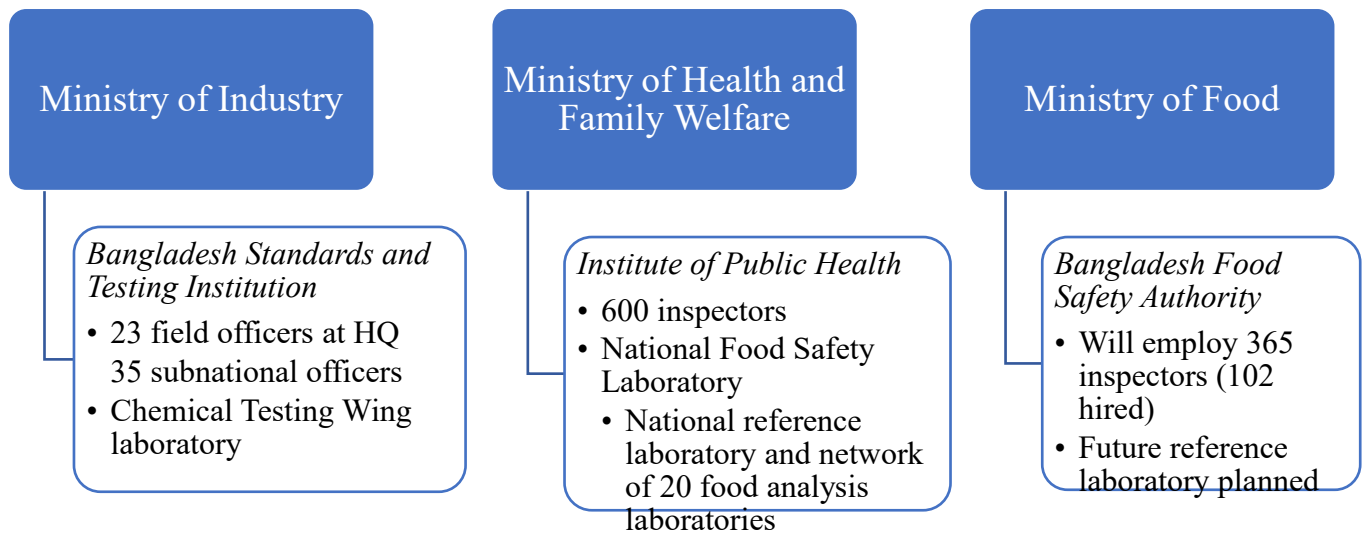 Ministry of Industry
Bangladesh Standards and
Testing Institution
• 23 field officers at HQ
35 subnational officers
• Chemical Testing Wing
laboratory
Ministry of Health and
Family Welfare
Institute of Public Health
• 600 inspectors
• National Food Safety
Laboratory
• National reference
laboratory and network
of 20 food analysis
laboratories
Ministry of Food
Bangladesh Food
Safety Authority
• Will employ 365
inspectors (102
hired)
• Future reference
laboratory planned